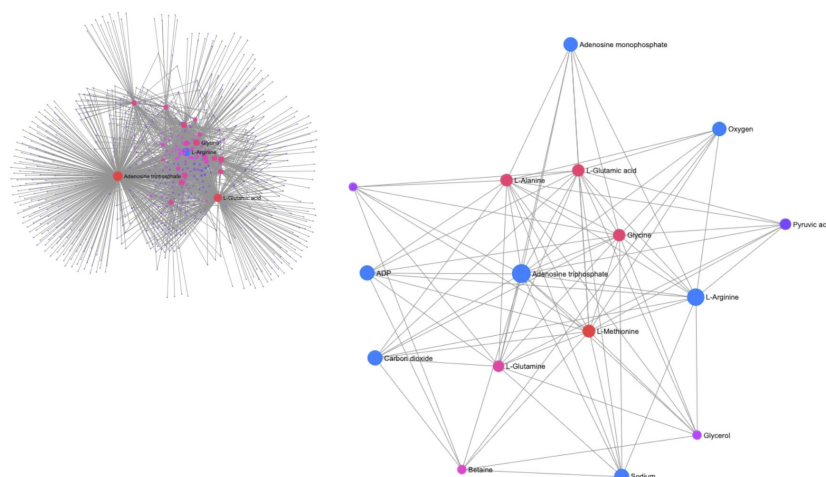 Adenosine monophosphate
Oxygen
Glycine
L-Arginine
Adenosine triphosphate
L-Glutamic acid
L-Alanine
L-Glutamic acid
Pyruvic ac
Glycine
ADP
Adenosine triphosphate
L-Arginine
L-Methionine
Carbon dioxide
L-Glutamine
Glycerol
Betaine
Sodium